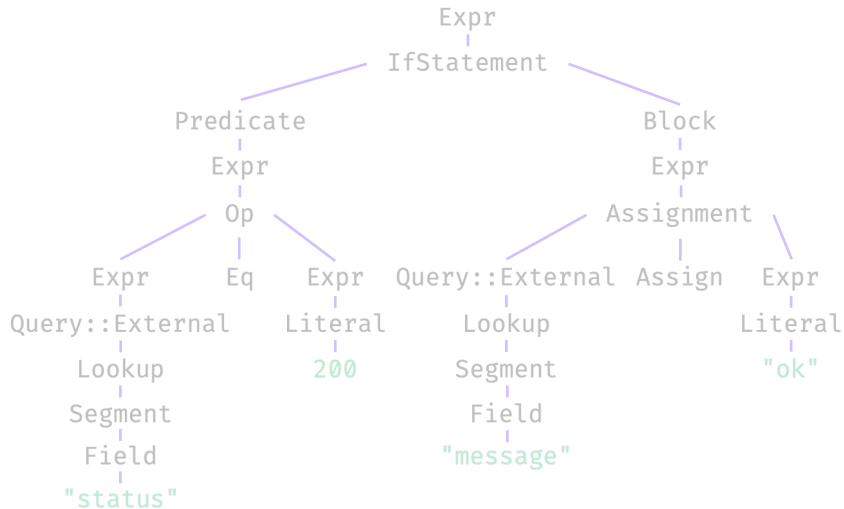 Expr
IfStatement
Predicate Block
Expr Expr
Op Assignment
Expr Eq Expr Query::External Assign Expr
Query::External Literal Lookup Literal
Lookup 200 Segment "ok"
Segment Field
Field "message"
"status"